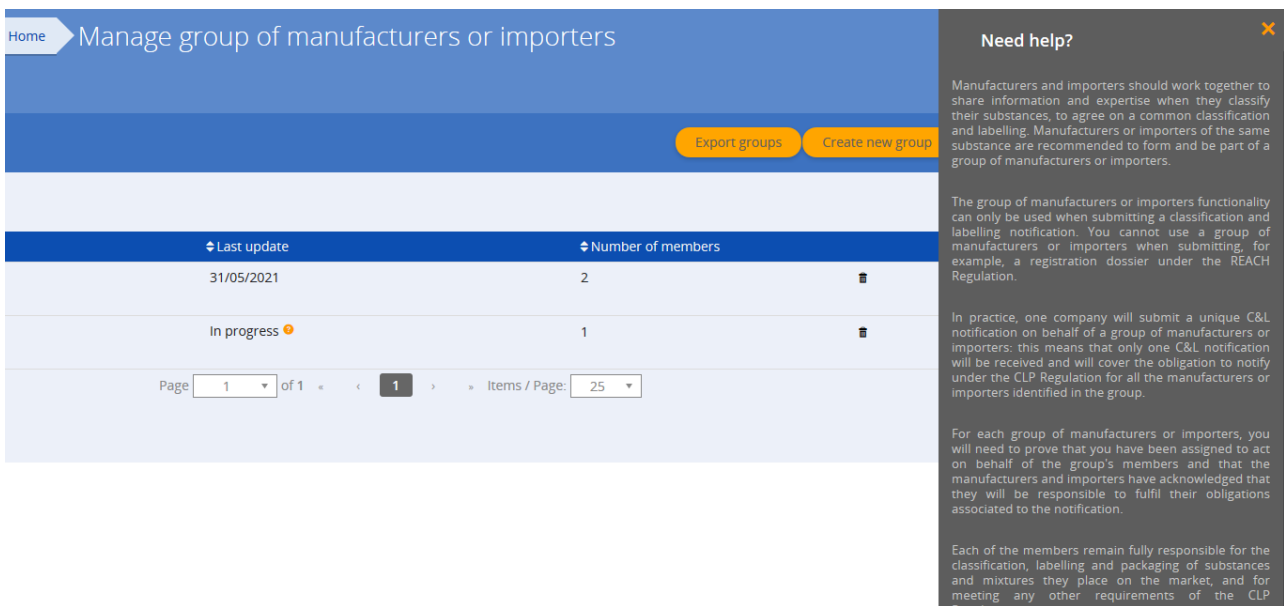 Home
Manage group of manufacturers or importers
Export groups
Create new group
Last update
Number of members
31/05/2021
2
In progress ?
1
Page 1 of 1 « ‹ 1 › » Items / Page: 25
Need help?
Manufacturers and importers should work together to
share information and expertise when they classify
their substances, to agree on a common classification
and labelling. Manufacturers or importers of the same
substance are recommended to form and be part of a
group of manufacturers or importers.
The group of manufacturers or importers functionality
can only be used when submitting a classification and
labelling notification. You cannot use a group of
manufacturers or importers when submitting, for
example, a registration dossier under the REACH
Regulation.
In practice, one company will submit a unique C&L
notification on behalf of a group of manufacturers or
importers: this means that only one C&L notification
will be received and will cover the obligation to notify
under the CLP Regulation for all the manufacturers or
importers identified in the group.
For each group of manufacturers or importers, you
will need to prove that you have been assigned to act
on behalf of the group's members and that the
manufacturers and importers have acknowledged that
they will be responsible to fulfil their obligations
associated to the notification.
Each of the members remain fully responsible for the
classification, labelling and packaging of substances
and mixtures they place on the market, and for
meeting any other requirements of the CLP